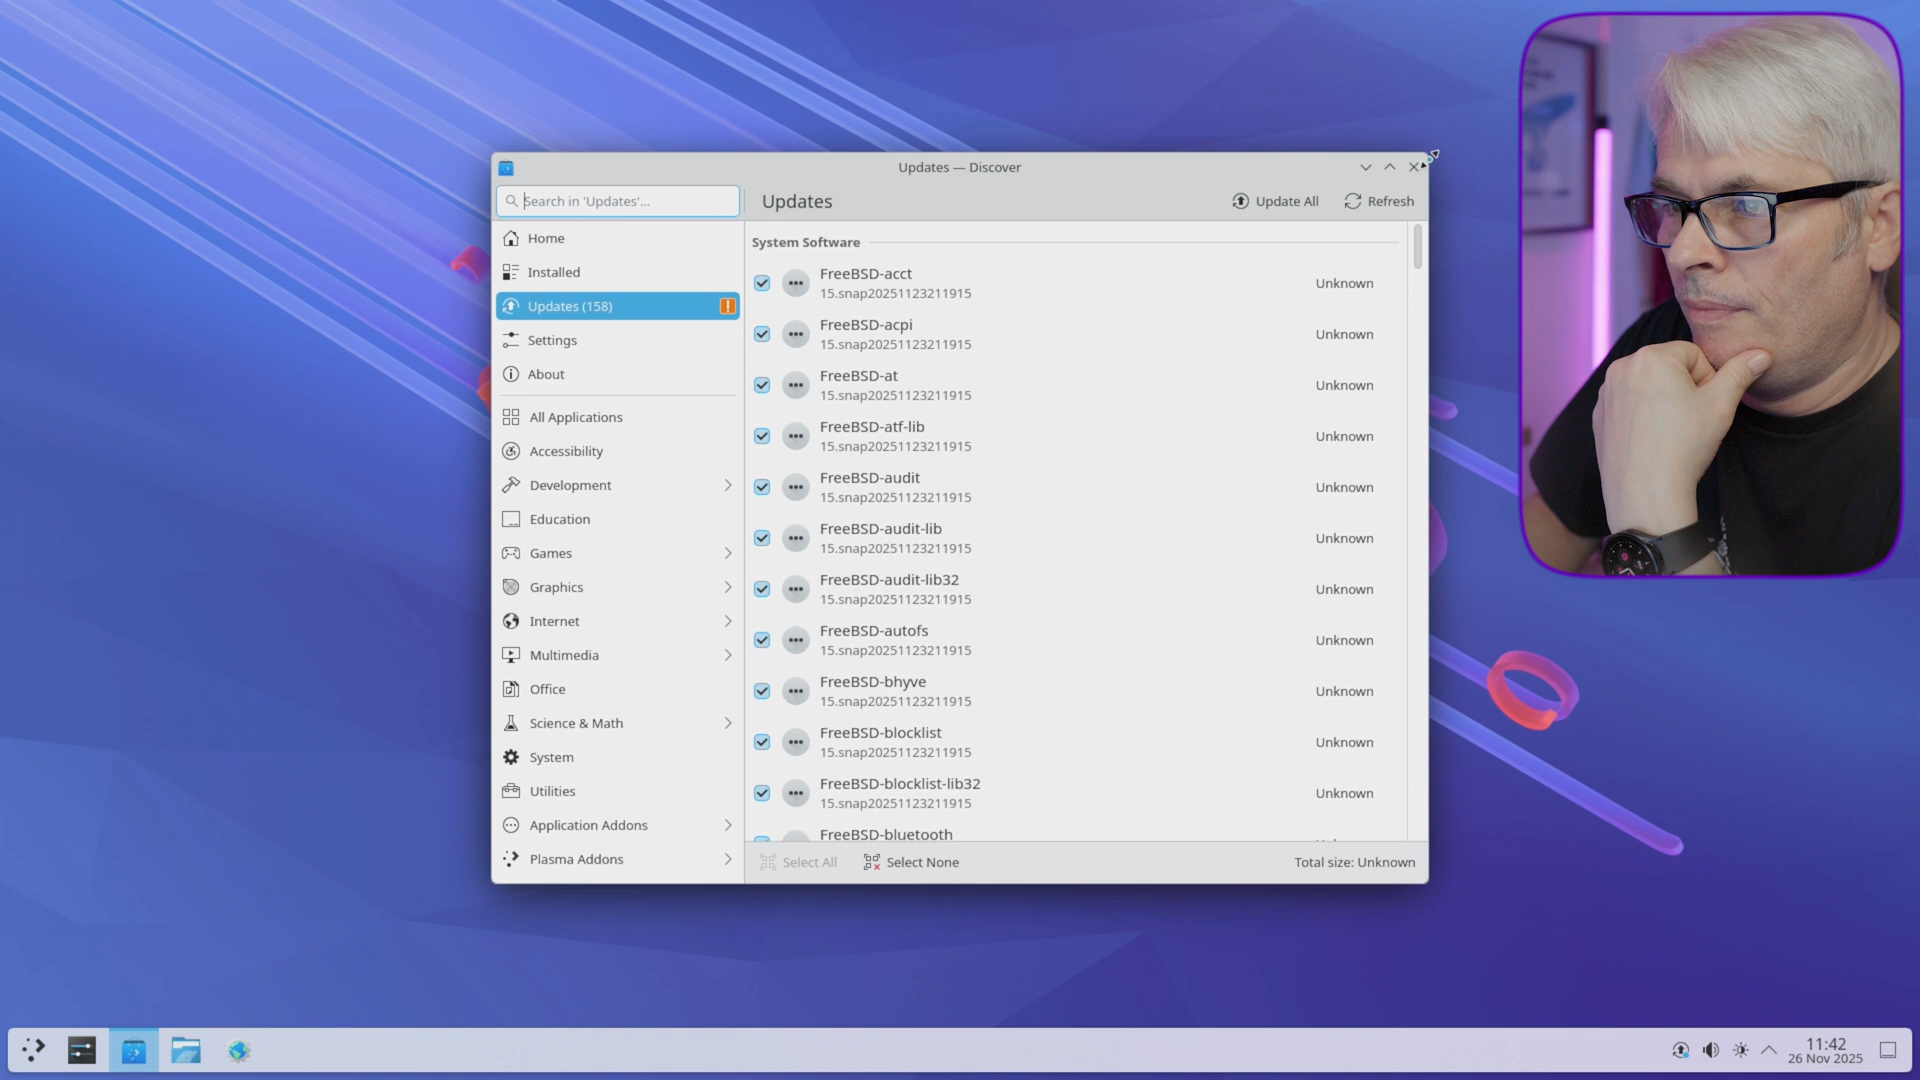 Updates — Discover
Search in 'Updates'...
Updates
Update All
Refresh
Home
Installed
Updates (158)
Settings
About
All Applications
Accessibility
Development
Education
Games
Graphics
Internet
Multimedia
Office
Science & Math
System
Utilities
Application Addons
Plasma Addons
System Software
FreeBSD-acct
15.snap20251123211915
Unknown
FreeBSD-acpi
15.snap20251123211915
Unknown
FreeBSD-at
15.snap20251123211915
Unknown
FreeBSD-atf-lib
15.snap20251123211915
Unknown
FreeBSD-audit
15.snap20251123211915
Unknown
FreeBSD-audit-lib
15.snap20251123211915
Unknown
FreeBSD-audit-lib32
15.snap20251123211915
Unknown
FreeBSD-autofs
15.snap20251123211915
Unknown
FreeBSD-bhyve
15.snap20251123211915
Unknown
FreeBSD-blocklist
15.snap20251123211915
Unknown
FreeBSD-blocklist-lib32
15.snap20251123211915
Unknown
FreeBSD-bluetooth
Select All
Select None
Total size: Unknown
11:42
26 Nov 2025